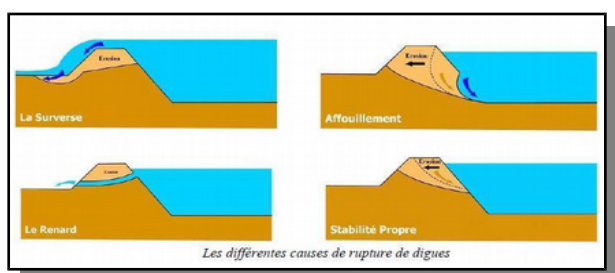 Erosion
La Surverse
Erosion
Affouillement
Erosion
Le Renard
Erosion
Stabilité Propre
Les différentes causes de rupture de digues